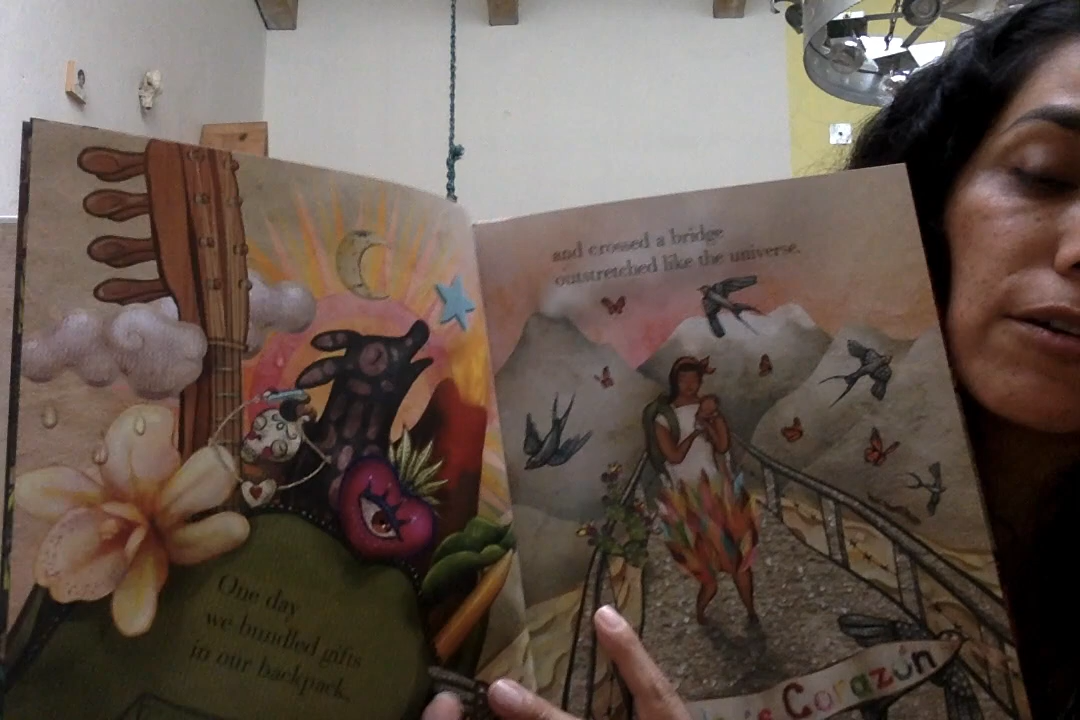 One day
we bundled gifts
in our backpack,
and crossed a bridge
outstretched like the universe.
Corazón